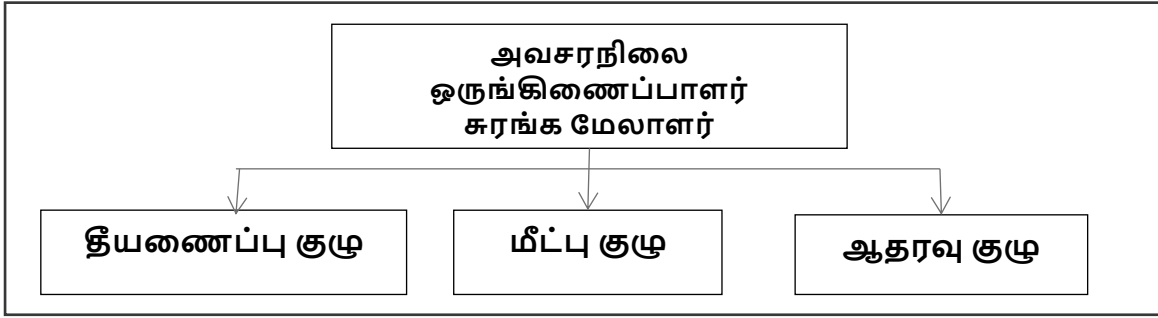 அவசரநிலை
ஒருங்கிணைப்பாளர்
சுரங்க மேலாளர்
தீயணைப்பு குழு
மீட்பு குழு
ஆதரவு குழு